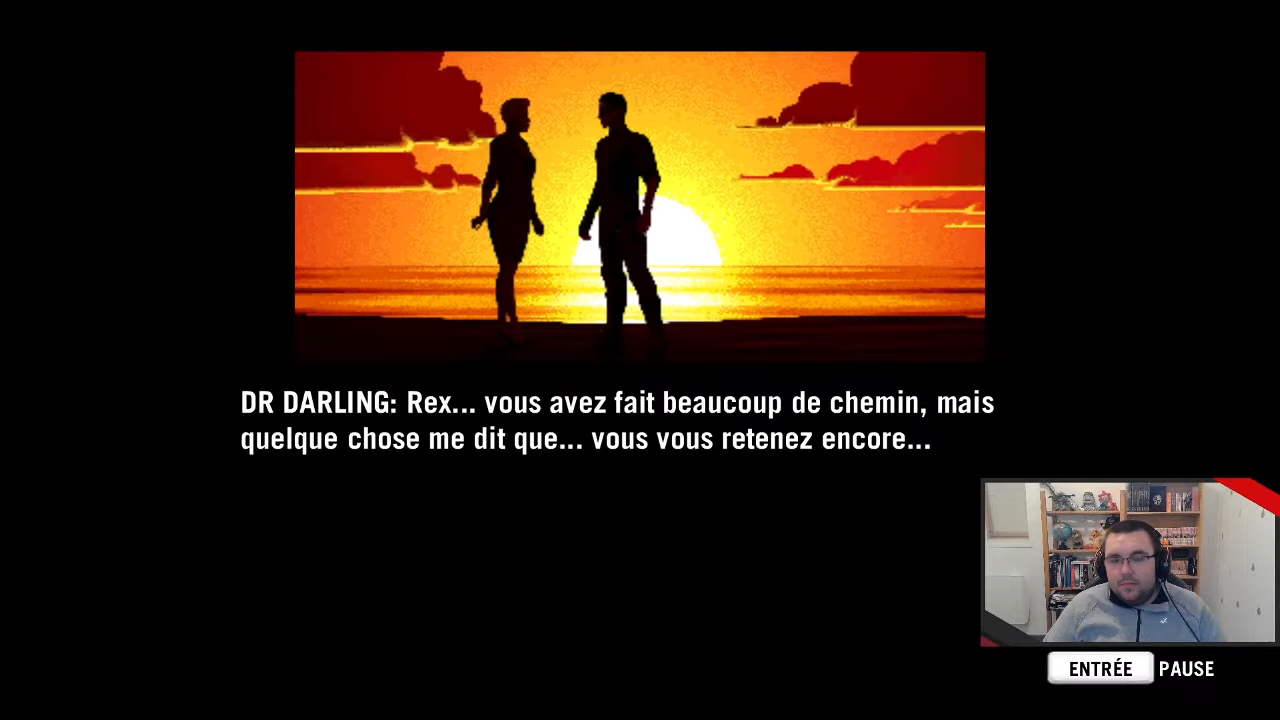 DR DARLING: Rex... vous avez fait beaucoup de chemin, mais
quelque chose me dit que... vous vous retenez encore...
ENTRÉE PAUSE